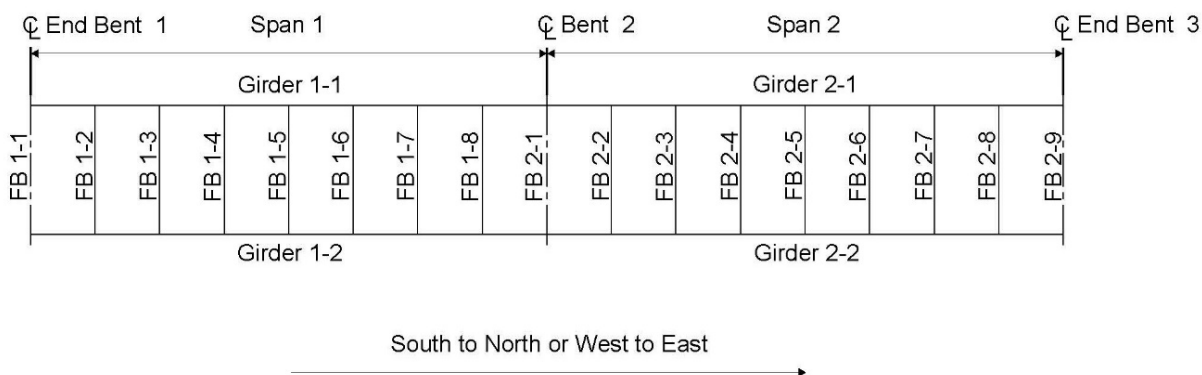 ℄ End Bent 1 Span 1 ℄ Bent 2 Span 2 ℄ End Bent 3
Girder 1-1 Girder 2-1
FB 1-1 FB 1-2 FB 1-3 FB 1-4 FB 1-5 FB 1-6 FB 1-7 FB 1-8 FB 2-1 FB 2-2 FB 2-3 FB 2-4 FB 2-5 FB 2-6 FB 2-7 FB 2-8 FB 2-9
Girder 1-2 Girder 2-2
South to North or West to East